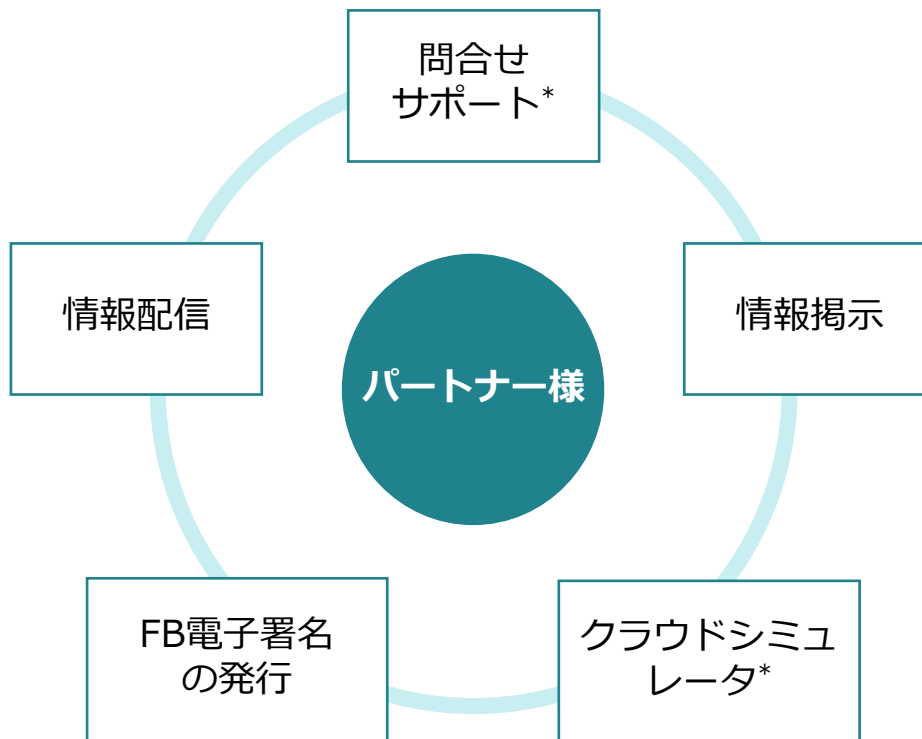 問合せ
サポート*
情報配信
情報掲示
パートナー様
FB電子署名
の発行
クラウドシミュ
レータ*